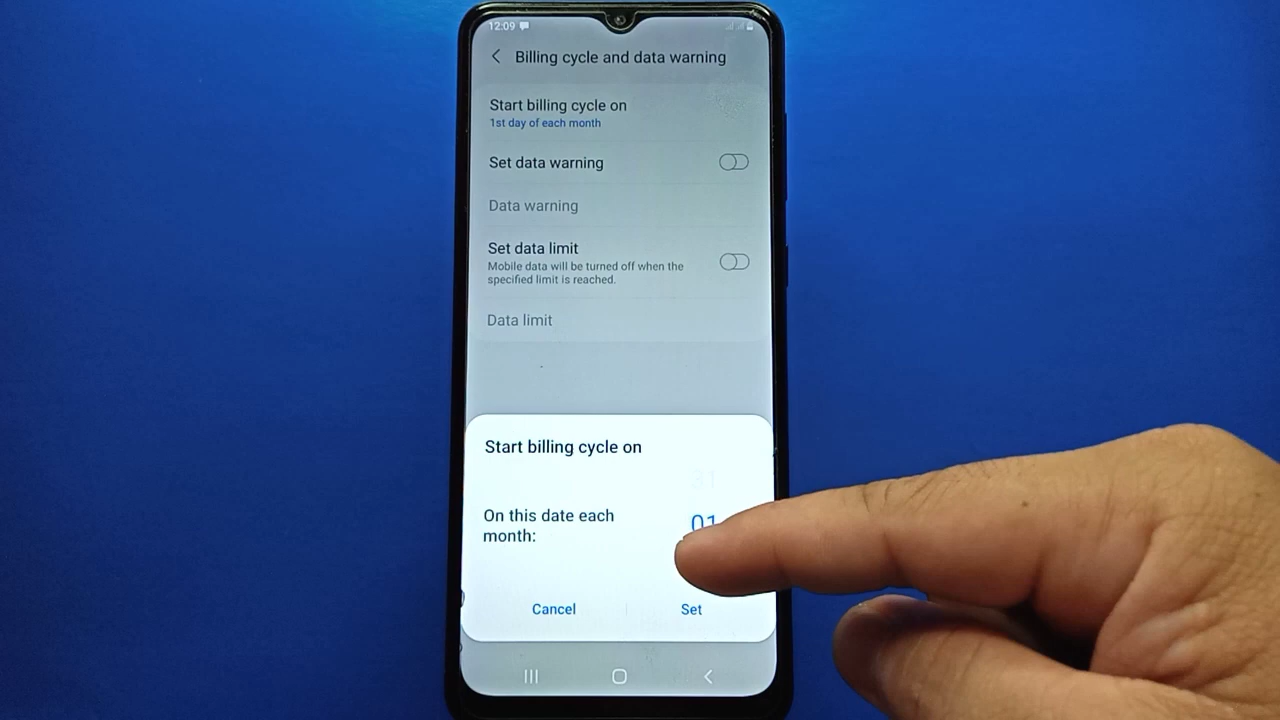 12:09
Billing cycle and data warning
Start billing cycle on
1st day of each month
Set data warning
Data warning
Set data limit
Mobile data will be turned off when the
specified limit is reached.
Data limit
Start billing cycle on
31
On this date each
month:
01
Cancel
Set